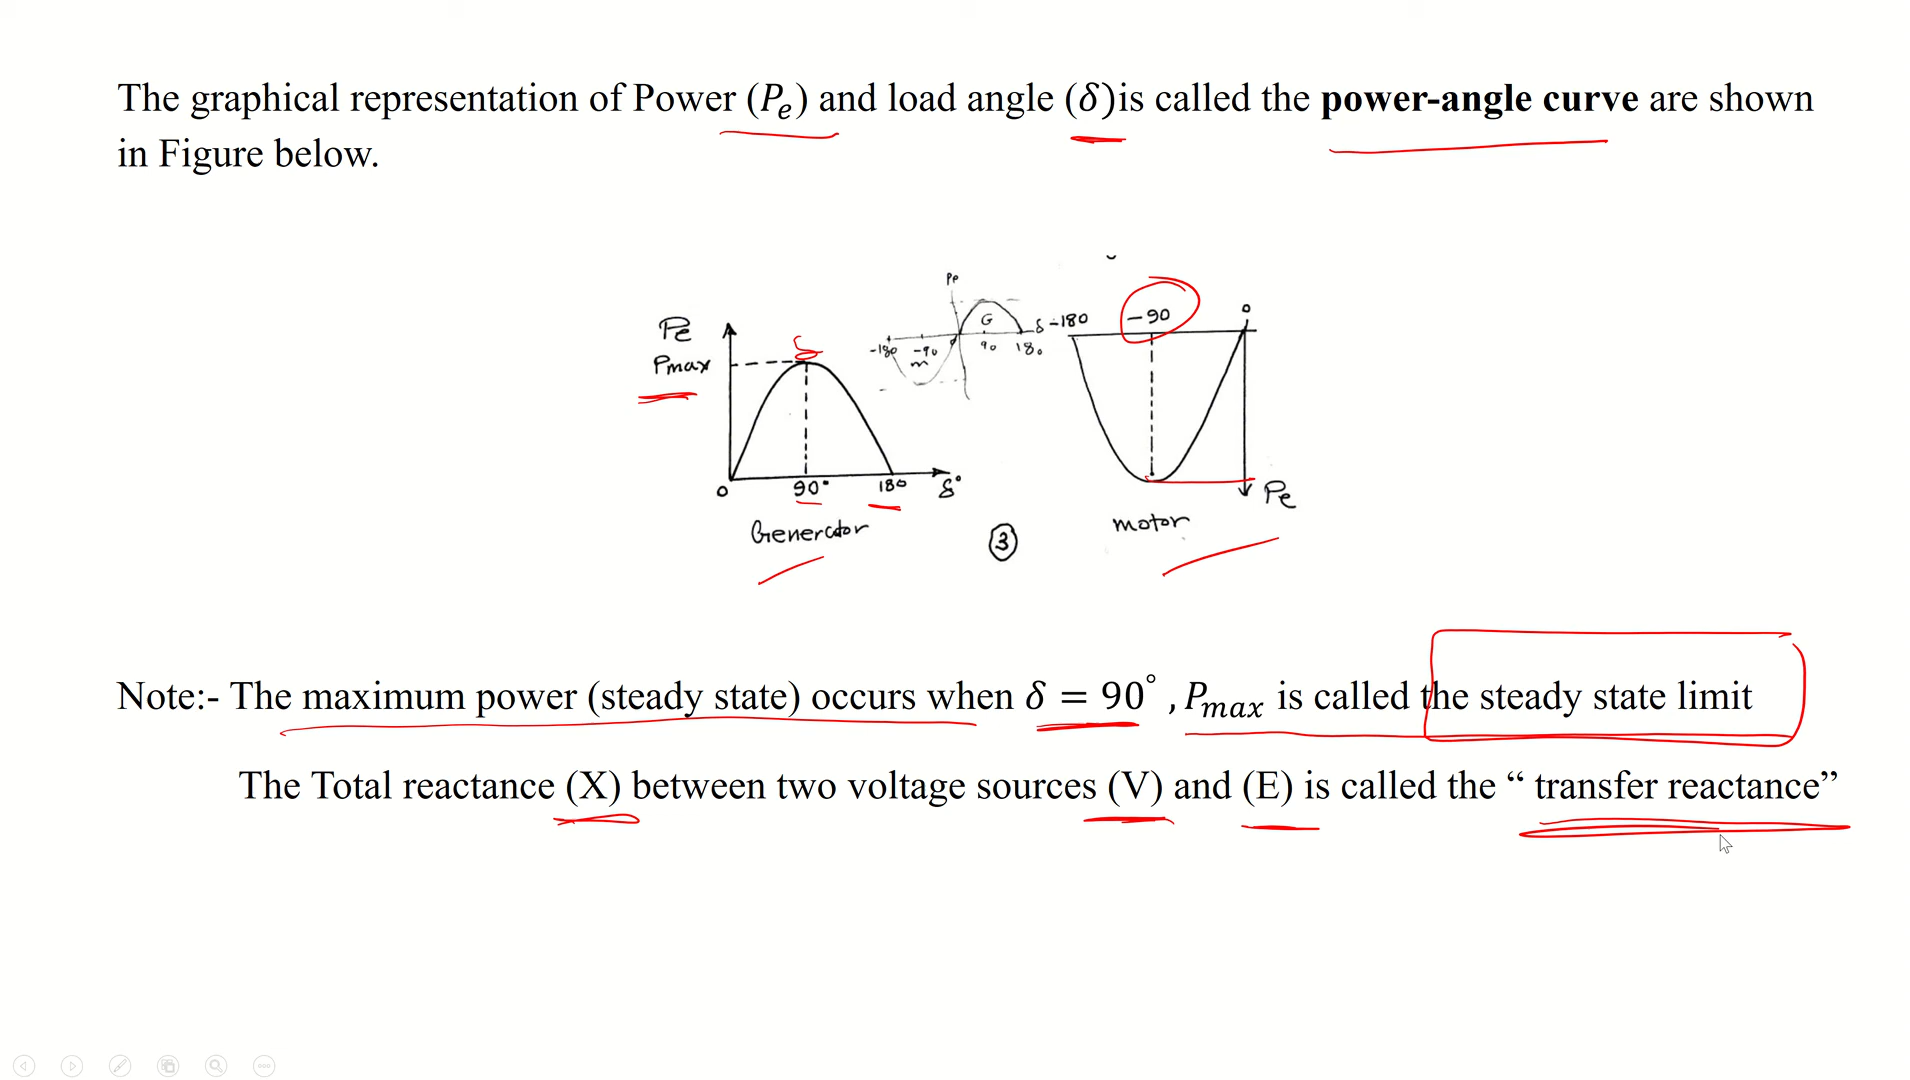 The graphical representation of Power (𝑃𝑒) and load angle (𝛿)is called the power-angle curve are shown
in Figure below.
Pe
Pmax
δ
0
90°
180
δ°
Generator
Pe
G
δ
-180
-90
m
0
90
180
3
-180
-90
0
Pe
motor
Note:- The maximum power (steady state) occurs when 𝛿 = 90° , 𝑃𝑚𝑎𝑥 is called the steady state limit
The Total reactance (X) between two voltage sources (V) and (E) is called the “ transfer reactance”